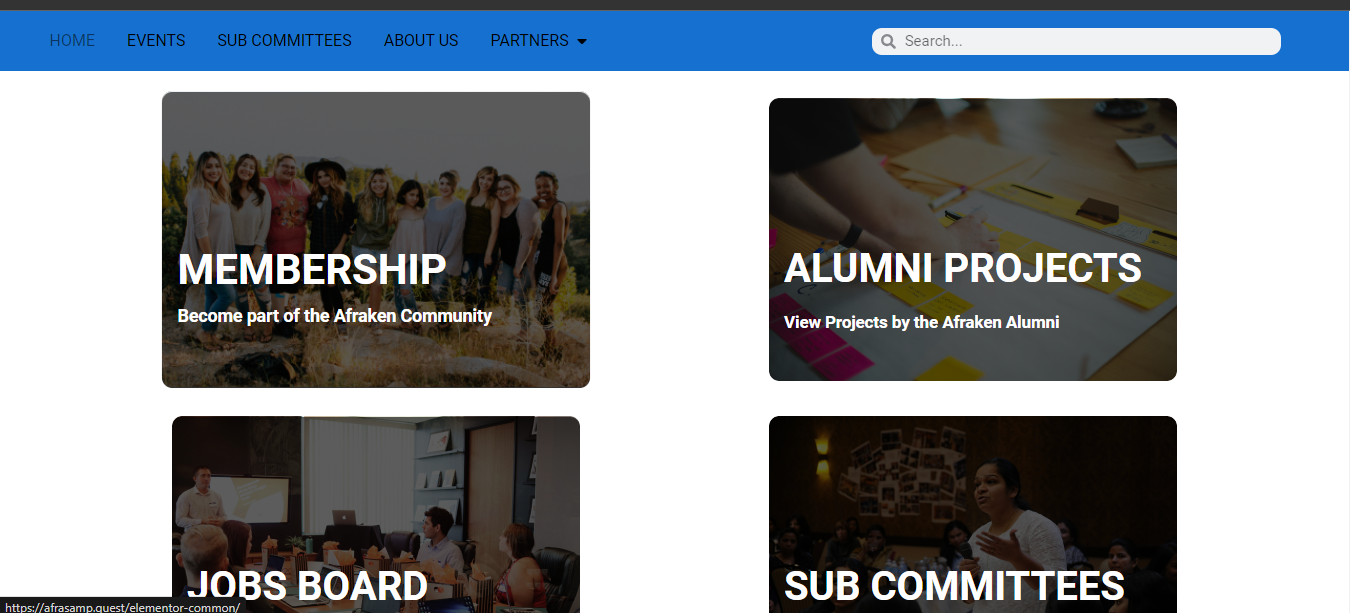 HOME EVENTS SUB COMMITTEES ABOUT US PARTNERS Search...
MEMBERSHIP
Become part of the Afraken Community
ALUMNI PROJECTS
View Projects by the Afraken Alumni
JOBS BOARD
SUB COMMITTEES
https://afrasamp.quest/elementor-common/